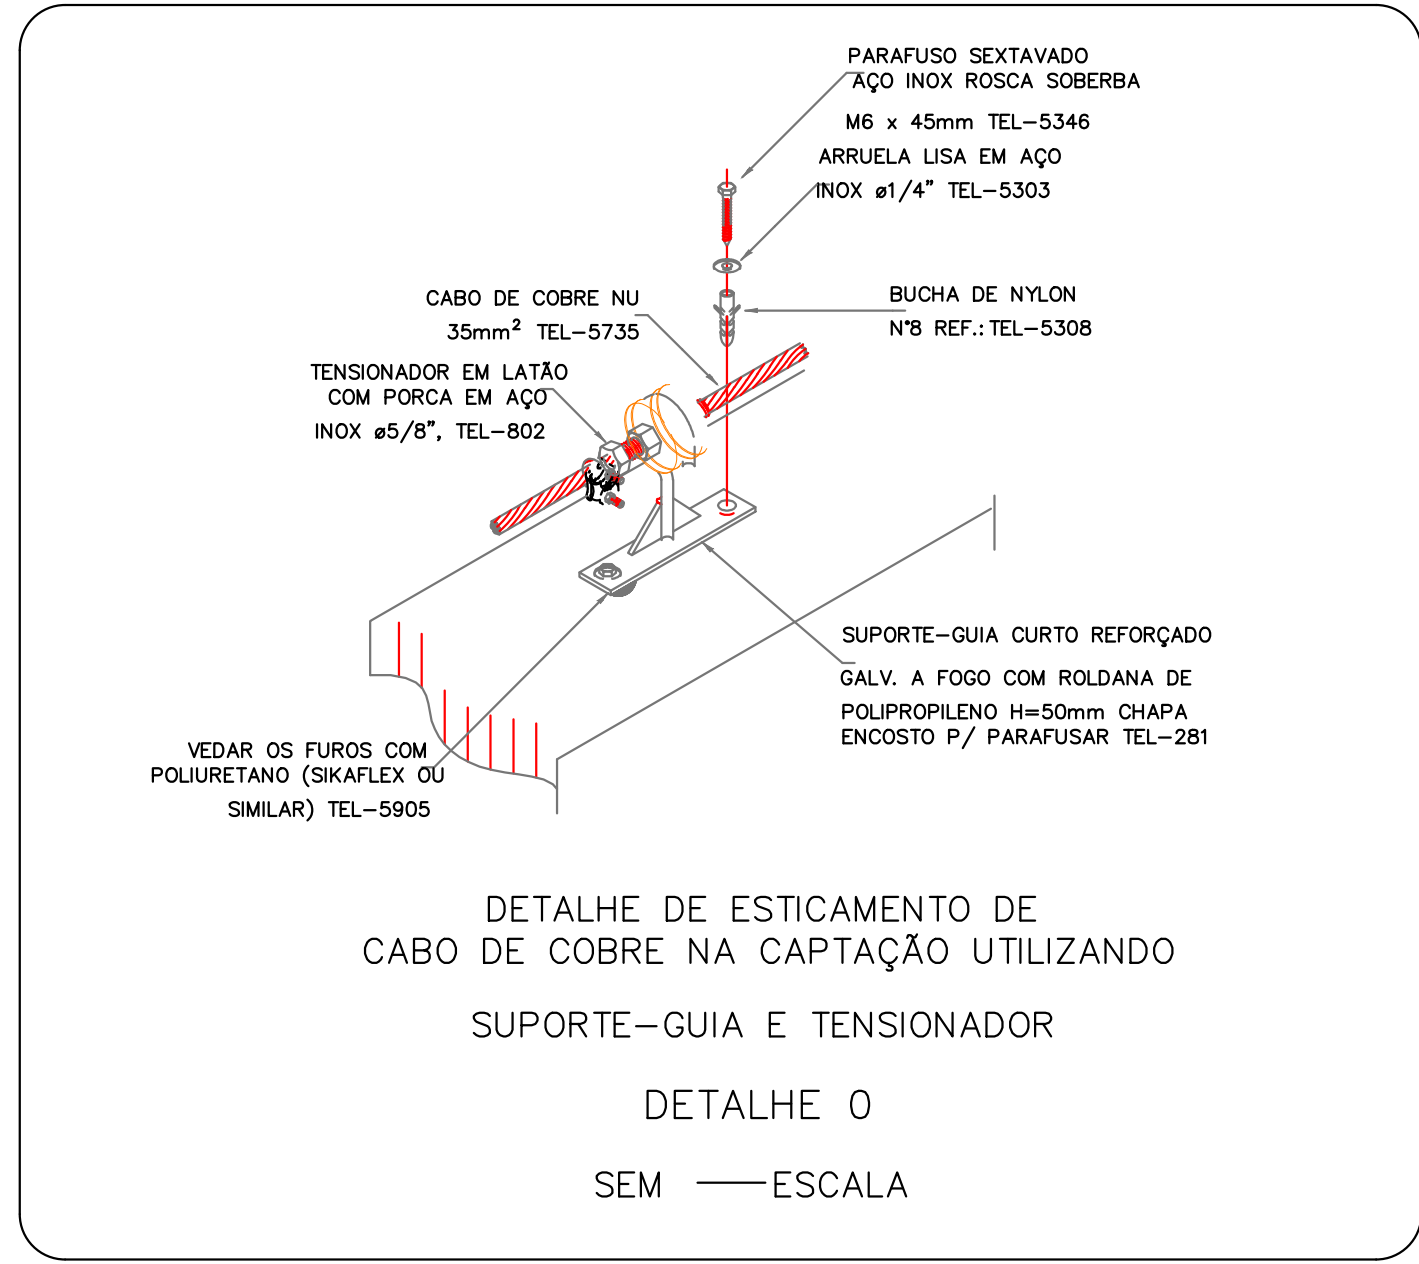 PARAFUSO SEXTAVADO
AÇO INOX ROSCA SOBERBA
M6 x 45mm TEL-5346
ARRUELA LISA EM AÇO
INOX ø1/4" TEL-5303
CABO DE COBRE NU
35mm² TEL-5735
BUCHA DE NYLON
N°8 REF.: TEL-5308
TENSIONADOR EM LATÃO
COM PORCA EM AÇO
INOX ø5/8", TEL-802
SUPORTE-GUIA CURTO REFORÇADO
GALV. A FOGO COM ROLDANA DE
POLIPROPILENO H=50mm CHAPA
ENCOSTO P/ PARAFUSAR TEL-281
VEDAR OS FUROS COM
POLIURETANO (SIKAFLEX OU
SIMILAR) TEL-5905
DETALHE DE ESTICAMENTO DE
CABO DE COBRE NA CAPTAÇÃO UTILIZANDO
SUPORTE-GUIA E TENSIONADOR
DETALHE 0
SEM —— ESCALA